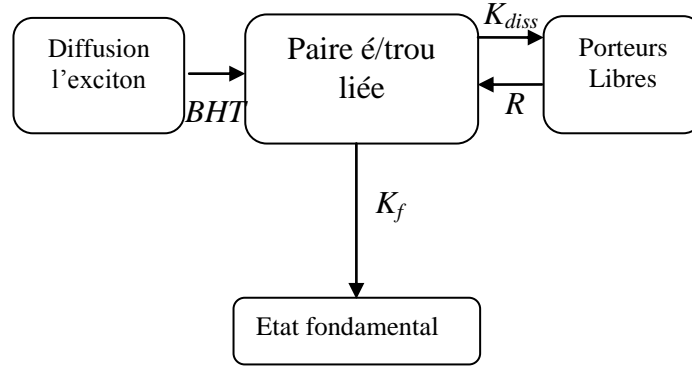 Diffusion
l’exciton
BHT
Paire é/trou
liée
K_diss
R
Porteurs
Libres
K_f
Etat fondamental